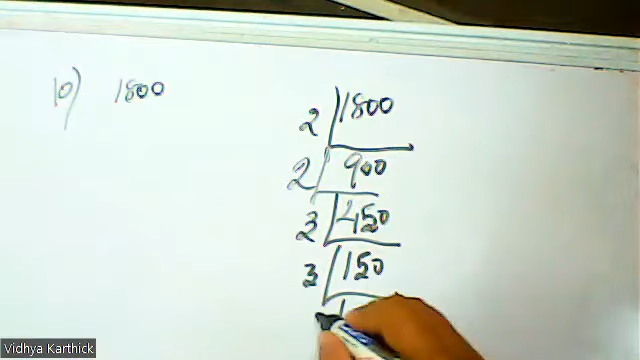 10) 1800
2 | 1800
2 | 900
3 | 450
3 | 150
Vidhya Karthick